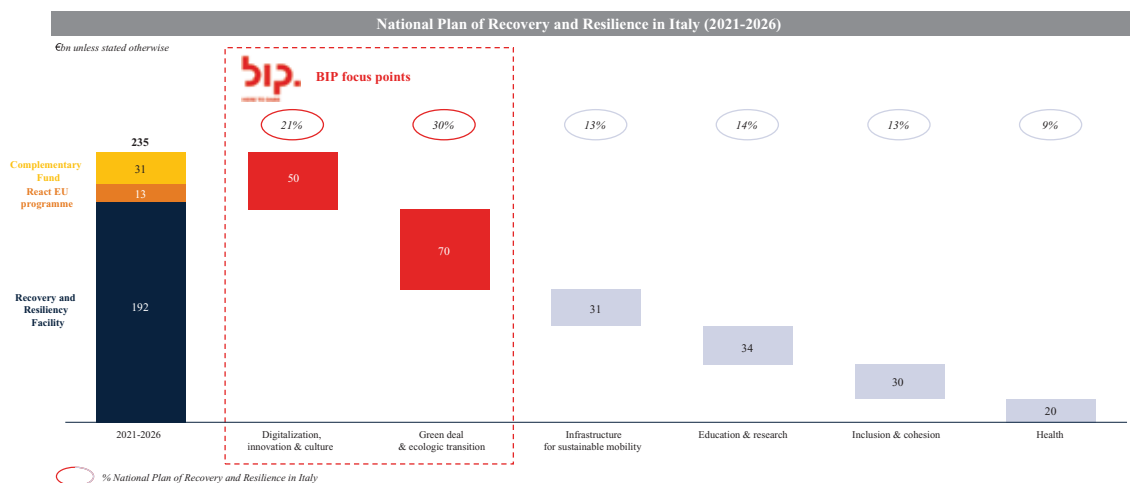 National Plan of Recovery and Resilience in Italy (2021-2026)
€bn unless stated otherwise
bip.
BIP focus points
21%
30%
13%
14%
13%
9%
235
Complementary
Fund
31
React EU
programme
13
Recovery and
Resiliency
Facility
192
50
70
31
34
30
20
2021-2026
Digitalization,
innovation & culture
Green deal
& ecologic transition
Infrastructure
for sustainable mobility
Education & research
Inclusion & cohesion
Health
% National Plan of Recovery and Resilience in Italy